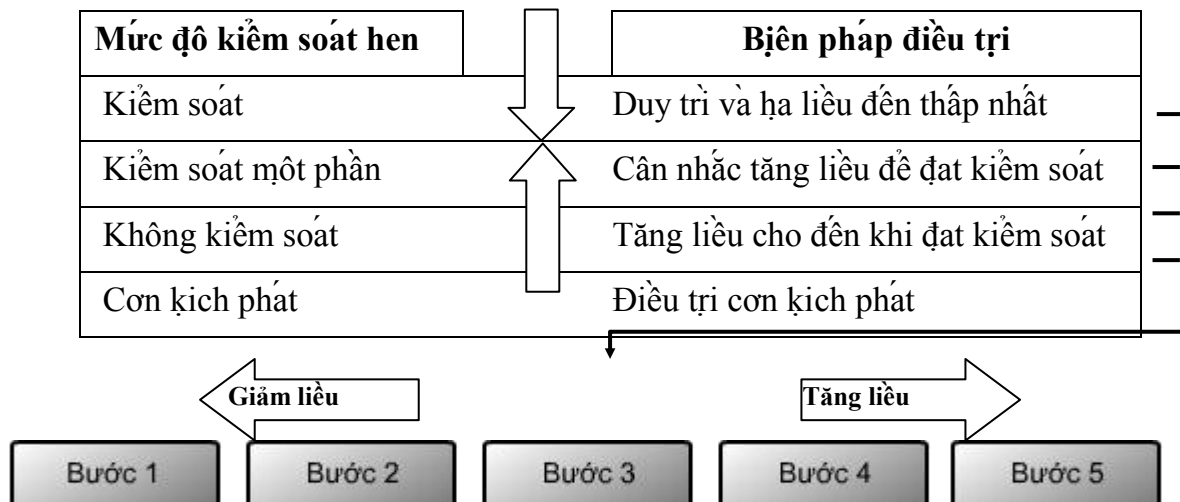 Mức độ kiểm soát hen Biện pháp điều trị
Kiểm soát Duy trì và hạ liều đến thấp nhất
Kiểm soát một phần Cân nhắc tăng liều để đạt kiểm soát
Không kiểm soát Tăng liều cho đến khi đạt kiểm soát
Cơn kịch phát Điều trị cơn kịch phát
Giảm liều Tăng liều
Bước 1 Bước 2 Bước 3 Bước 4 Bước 5